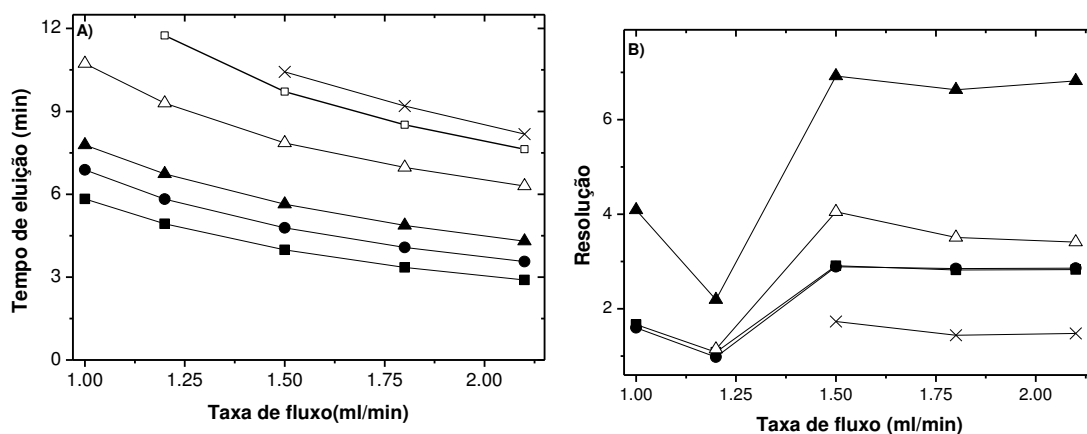 A)
12
9
6
3
0
1.00 1.25 1.50 1.75 2.00
Tempo de eluição (min)
Taxa de fluxo(ml/min)
B)
6
4
2
1.00 1.25 1.50 1.75 2.00
Resolução
Taxa de fluxo (ml/min)